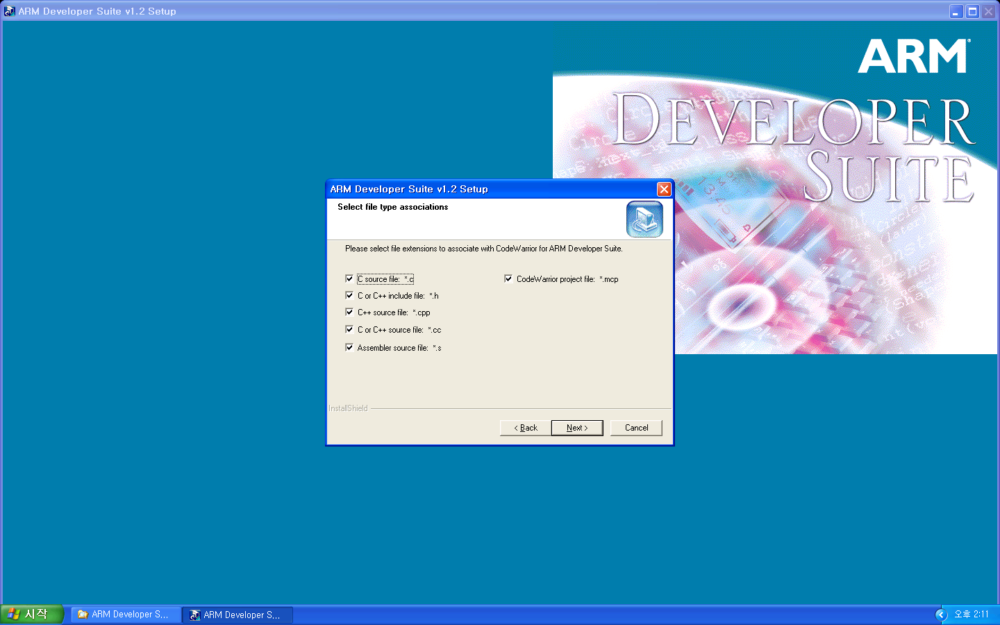 ARM Developer Suite v1.2 Setup
ARM
DEVELOPER
SUITE
ARM Developer Suite v1.2 Setup
Select file type associations
Please select file extensions to associate with CodeWarrior for ARM Developer Suite.
C source file: *.c
CodeWarrior project file: *.mcp
C or C++ include file: *.h
C++ source file: *.cpp
C or C++ source file: *.cc
Assembler source file: *.s
InstallShield
< Back
Next >
Cancel
시작
ARM Developer S...
ARM Developer S...
오후 2:11